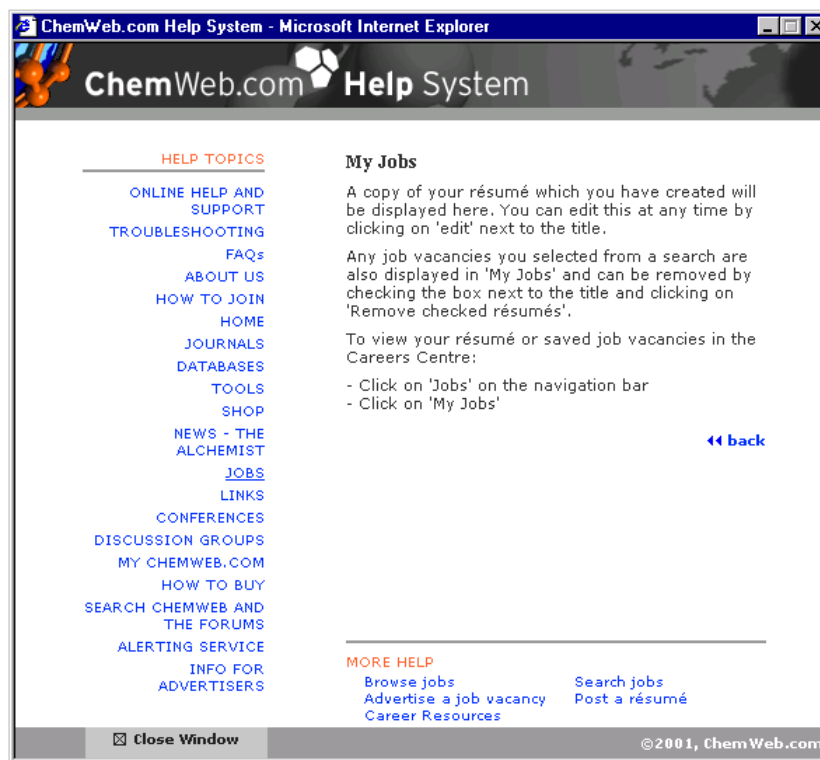 ChemWeb.com Help System - Microsoft Internet Explorer
ChemWeb.com Help System
HELP TOPICS
ONLINE HELP AND
SUPPORT
TROUBLESHOOTING
FAQs
ABOUT US
HOW TO JOIN
HOME
JOURNALS
DATABASES
TOOLS
SHOP
NEWS - THE
ALCHEMIST
JOBS
LINKS
CONFERENCES
DISCUSSION GROUPS
MY CHEMWEB.COM
HOW TO BUY
SEARCH CHEMWEB AND
THE FORUMS
ALERTING SERVICE
INFO FOR
ADVERTISERS
My Jobs
A copy of your résumé which you have created will
be displayed here. You can edit this at any time by
clicking on 'edit' next to the title.
Any job vacancies you selected from a search are
also displayed in 'My Jobs' and can be removed by
checking the box next to the title and clicking on
'Remove checked résumés'.
To view your résumé or saved job vacancies in the
Careers Centre:
- Click on 'Jobs' on the navigation bar
- Click on 'My Jobs'
back
MORE HELP
Browse jobs
Advertise a job vacancy
Career Resources
Search jobs
Post a résumé
Close Window
©2001, ChemWeb.com